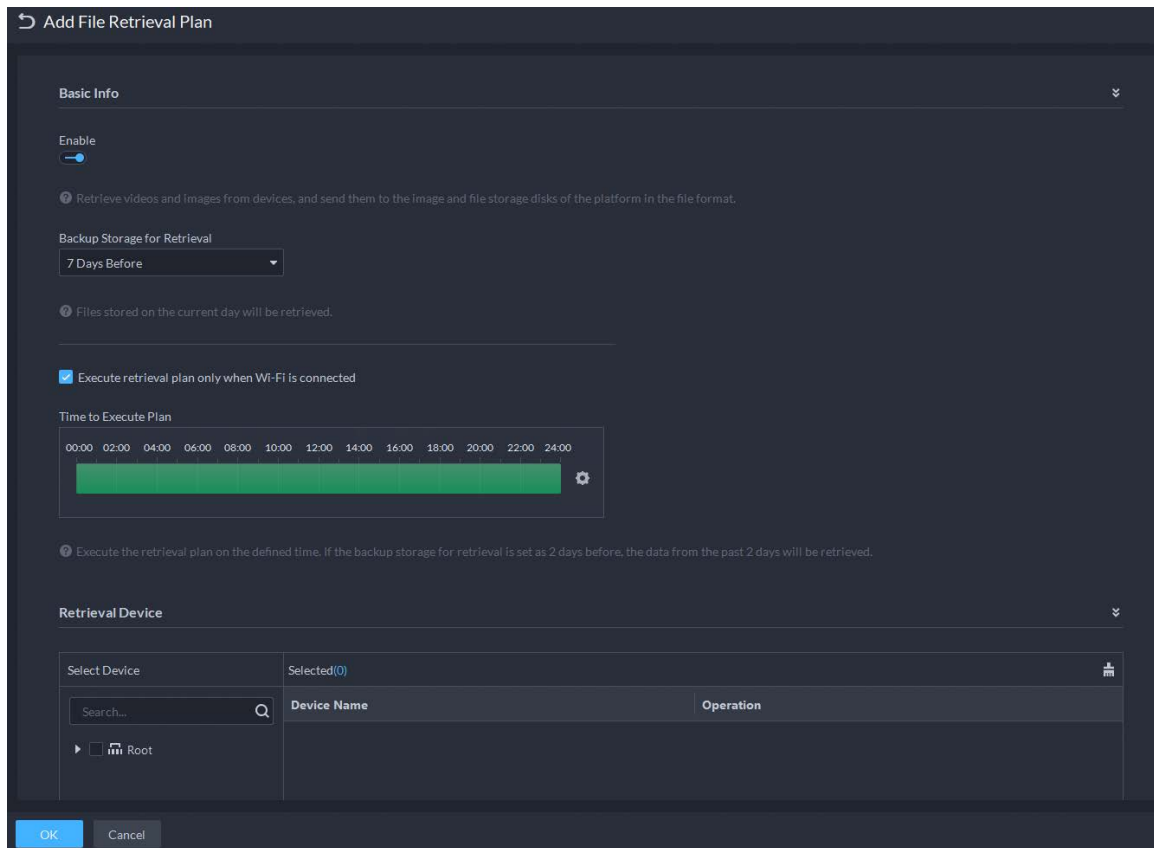 Add File Retrieval Plan
Basic Info
Enable
Retrieve videos and images from devices, and send them to the image and file storage disks of the platform in the file format.
Backup Storage for Retrieval
7 Days Before
Files stored on the current day will be retrieved.
Execute retrieval plan only when Wi-Fi is connected
Time to Execute Plan
00:00 02:00 04:00 06:00 08:00 10:00 12:00 14:00 16:00 18:00 20:00 22:00 24:00
Execute the retrieval plan on the defined time. If the backup storage for retrieval is set as 2 days before, the data from the past 2 days will be retrieved.
Retrieval Device
Select Device Selected(0)
Search... Device Name Operation
Root
OK Cancel